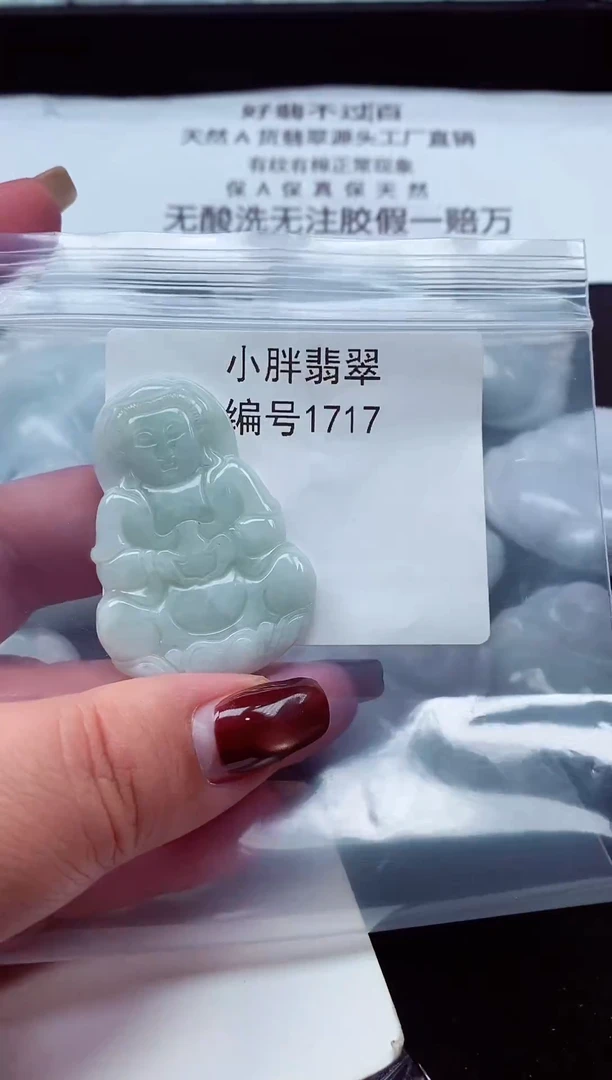 好翡不过百
天然A货翡翠源头工厂直销
有纹有棉正常现象
保A保真保天然
无酸洗无注胶假一赔万
小胖翡翠
编号1717